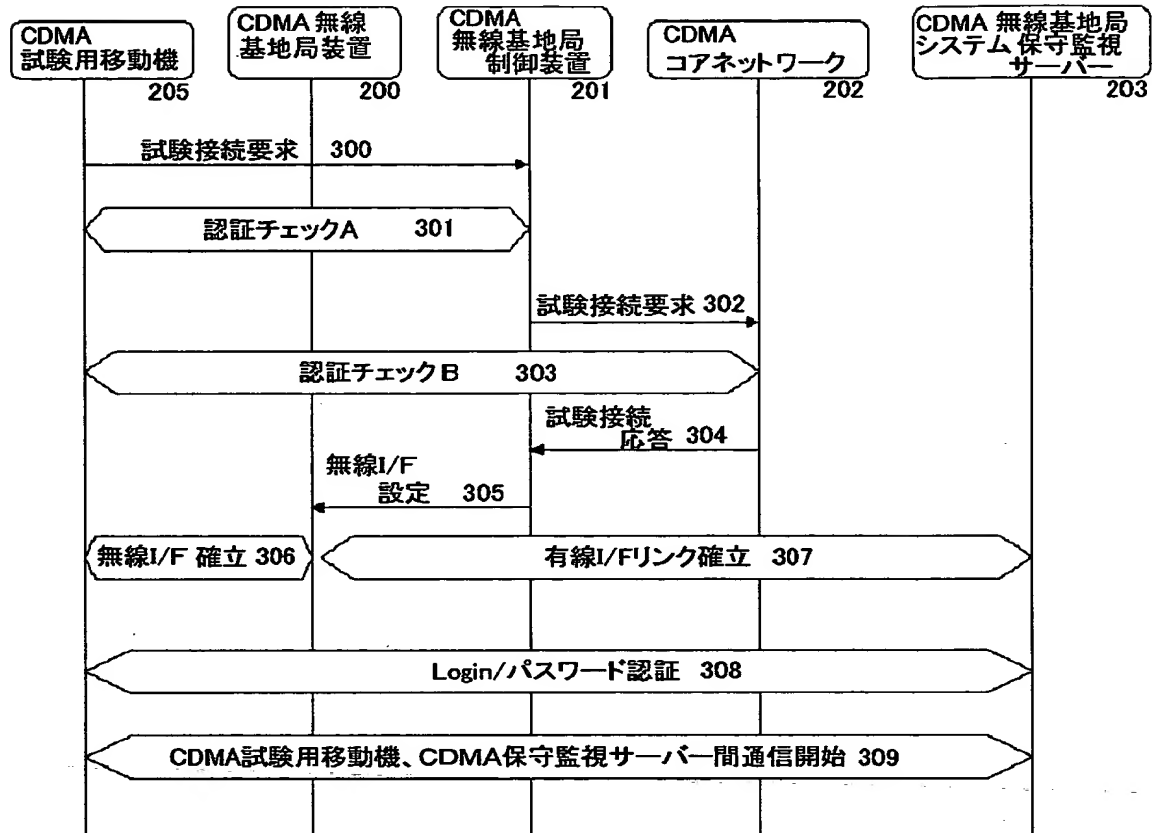 CDMA
試験用移動機
205
CDMA 無線
基地局装置
200
CDMA
無線基地局
制御装置
201
CDMA
コアネットワーク
202
CDMA 無線基地局
システム 保守監視
サーバー
203
試験接続要求 300
認証チェックA 301
試験接続要求 302
認証チェックB 303
試験接続
応答 304
無線I/F
設定 305
無線I/F 確立 306
有線I/Fリンク確立 307
Login/パスワード認証 308
CDMA試験用移動機、CDMA保守監視サーバー間通信開始 309